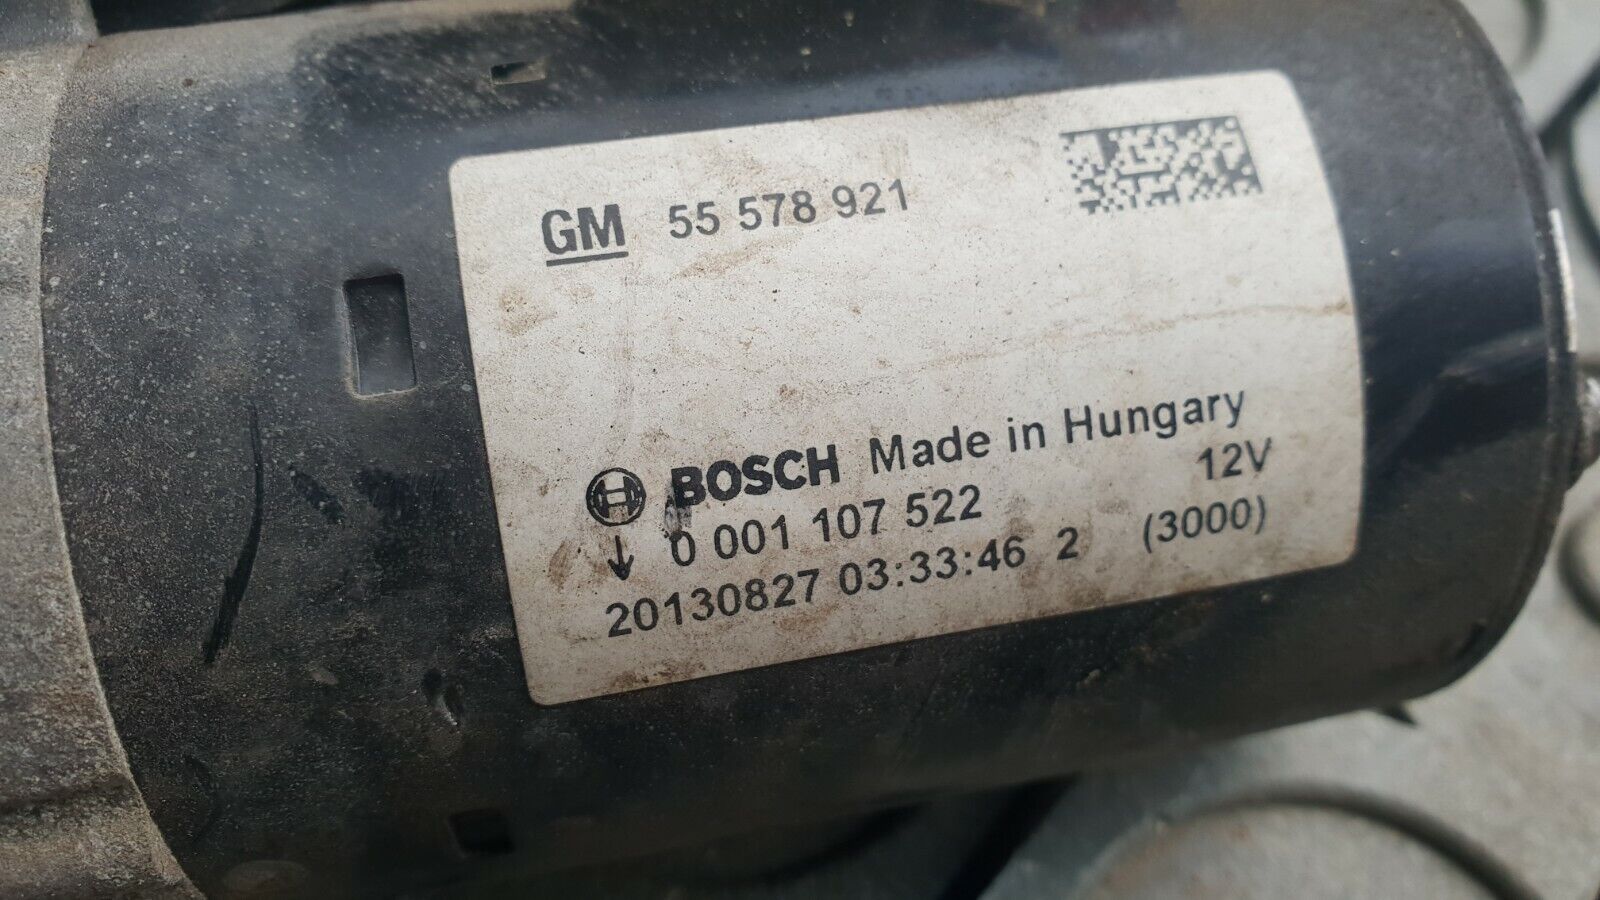 GM 55 578 921
BOSCH Made in Hungary
0 001 107 522 12V
20130827 03:33:46 2 (3000)